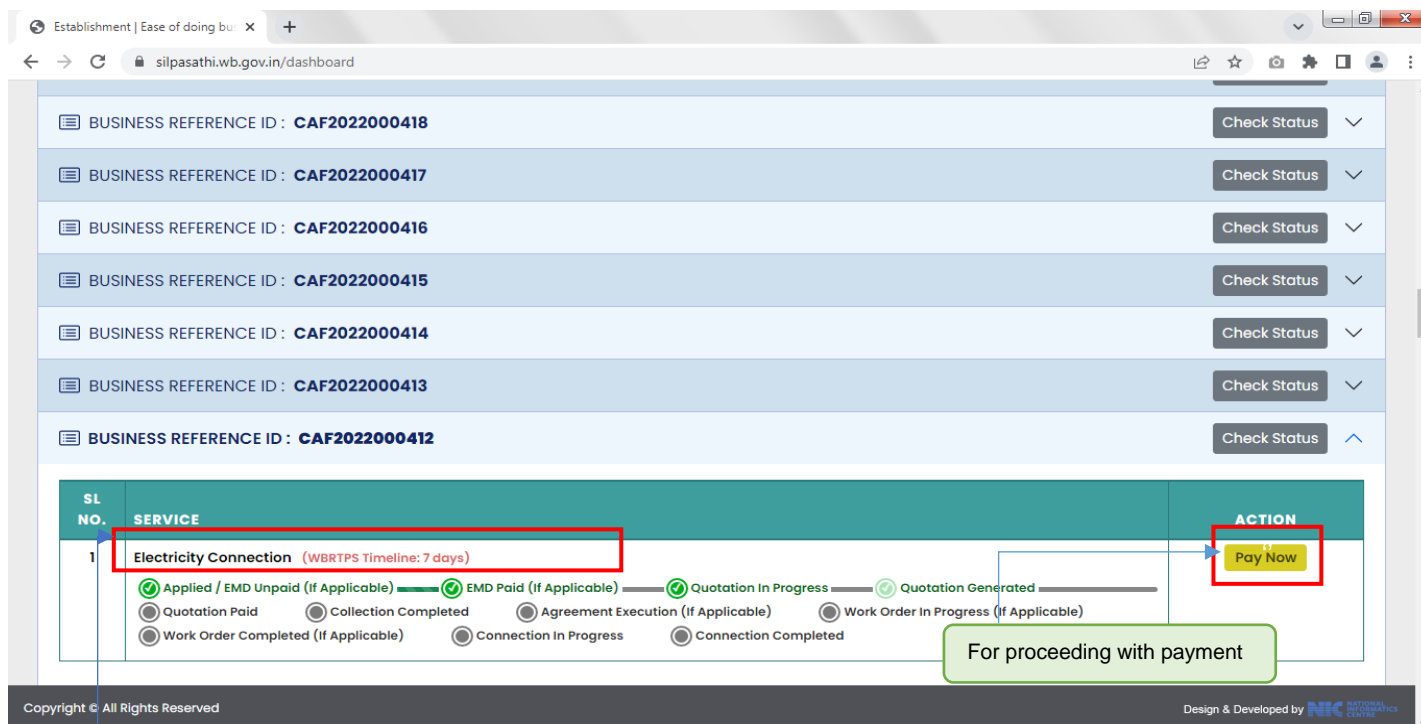 Establishment | Ease of doing bu
silpasathi.wb.gov.in/dashboard
BUSINESS REFERENCE ID : CAF2022000418 Check Status
BUSINESS REFERENCE ID : CAF2022000417 Check Status
BUSINESS REFERENCE ID : CAF2022000416 Check Status
BUSINESS REFERENCE ID : CAF2022000415 Check Status
BUSINESS REFERENCE ID : CAF2022000414 Check Status
BUSINESS REFERENCE ID : CAF2022000413 Check Status
BUSINESS REFERENCE ID : CAF2022000412 Check Status
SL NO. SERVICE ACTION
1 Electricity Connection (WBRTPS Timeline: 7 days) Pay Now
Applied / EMD Unpaid (If Applicable) EMD Paid (If Applicable) Quotation In Progress Quotation Generated
Quotation Paid Collection Completed Agreement Execution (If Applicable) Work Order In Progress (If Applicable)
Work Order Completed (If Applicable) Connection In Progress Connection Completed
For proceeding with payment
Copyright © All Rights Reserved Design & Developed by NIC NATIONAL INFORMATICS CENTRE